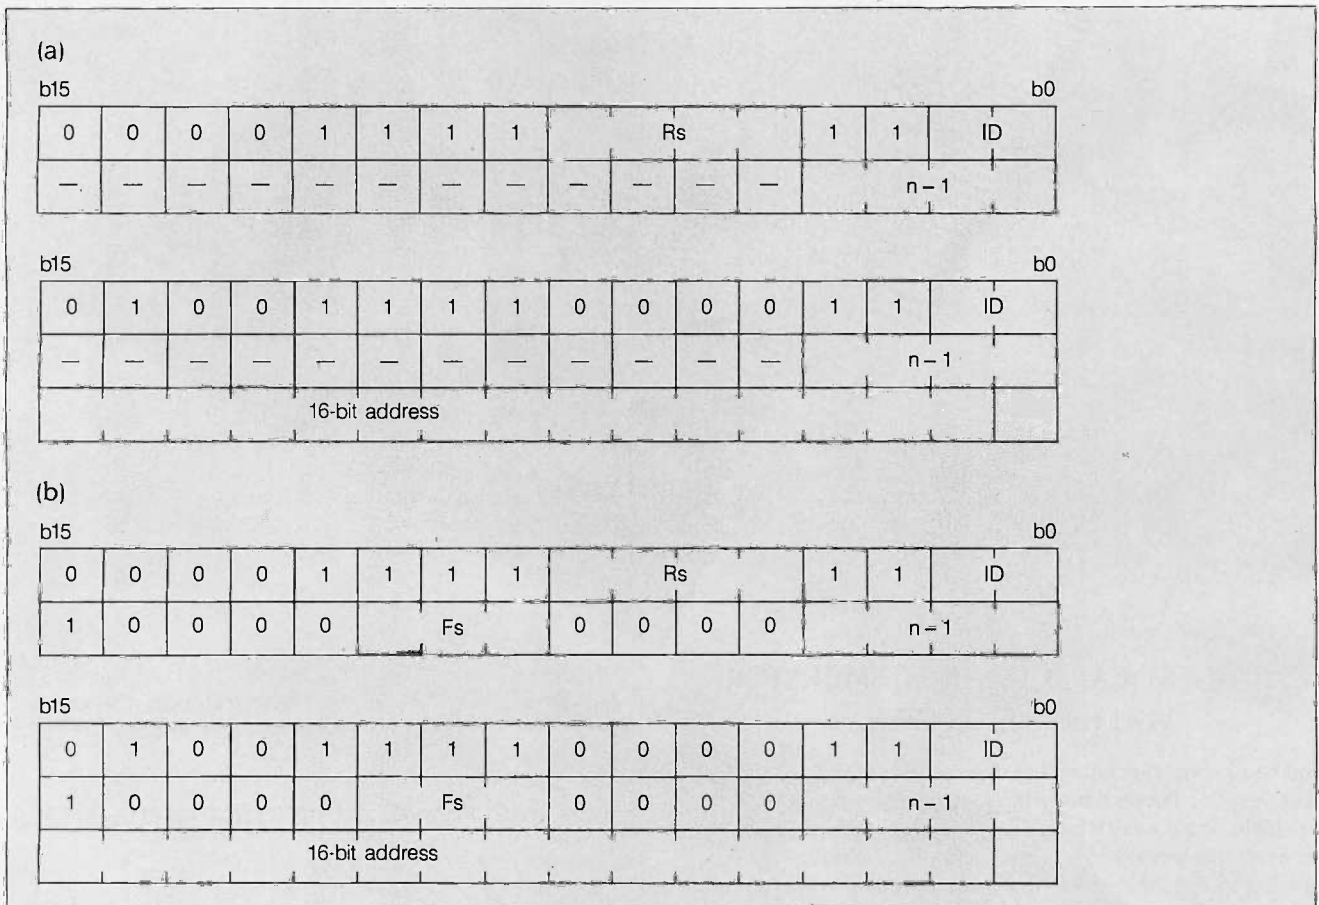 (a)
b15 b0
0 0 0 0 1 1 1 1 Rs 1 1 ID
— — — — — — — — — — — — n – 1
b15 b0
0 1 0 0 1 1 1 1 0 0 0 0 1 1 ID
— — — — — — — — — — — — n – 1
16-bit address
(b)
b15 b0
0 0 0 0 1 1 1 1 Rs 1 1 ID
1 0 0 0 0 Fs 0 0 0 0 n – 1
b15 b0
0 1 0 0 1 1 1 1 0 0 0 0 1 1 ID
1 0 0 0 0 Fs 0 0 0 0 n – 1
16-bit address